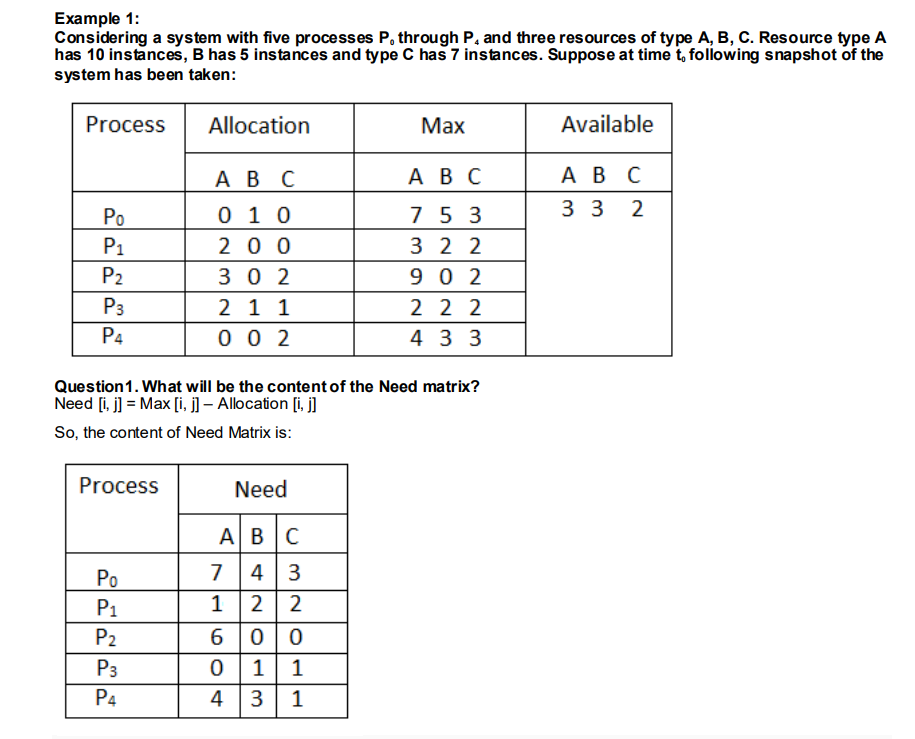 Example 1:
Considering a system with five processes P₀ through P₄ and three resources of type A, B, C. Resource type A
has 10 instances, B has 5 instances and type C has 7 instances. Suppose at time t₀ following snapshot of the
system has been taken:
Process Allocation Max Available
A B C A B C A B C
P₀ 0 1 0 7 5 3 3 3 2
P₁ 2 0 0 3 2 2
P₂ 3 0 2 9 0 2
P₃ 2 1 1 2 2 2
P₄ 0 0 2 4 3 3
Question1. What will be the content of the Need matrix?
Need [i, j] = Max [i, j] – Allocation [i, j]
So, the content of Need Matrix is:
Process Need
A B C
P₀ 7 4 3
P₁ 1 2 2
P₂ 6 0 0
P₃ 0 1 1
P₄ 4 3 1